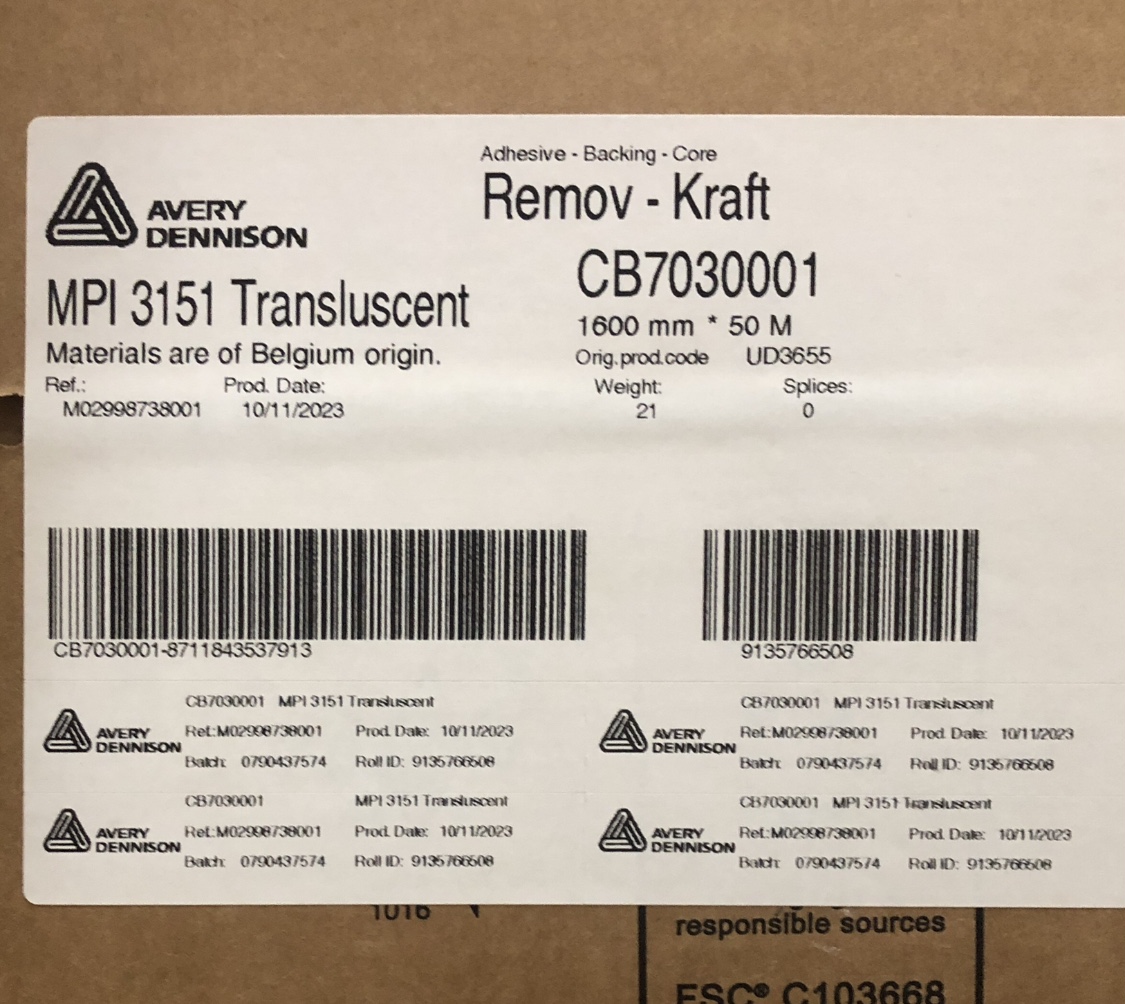 AVERY
DENNISON
Adhesive - Backing - Core
Remov - Kraft
CB7030001
MPI 3151 Transluscent
1600 mm * 50 M
Materials are of Belgium origin.
Orig.prod.code UD3655
Ref.: Prod. Date:
Weight: Splices:
M02998738001 10/11/2023
21 0
CB7030001-8711843537913
9135766508
CB7030001 MPI 3151 Transluscent
AVERY
DENNISON
Ref.:M02998738001 Prod. Date: 10/11/2023
Batch: 0790437574 Roll ID: 9135766508
CB7030001 MPI 3151 Transluscent
AVERY
DENNISON
Ref.:M02998738001 Prod. Date: 10/11/2023
Batch: 0790437574 Roll ID: 9135766508
CB7030001 MPI 3151 Transluscent
AVERY
DENNISON
Ref.:M02998738001 Prod. Date: 10/11/2023
Batch: 0790437574 Roll ID: 9135766508
CB7030001 MPI 3151 Transluscent
AVERY
DENNISON
Ref.:M02998738001 Prod. Date: 10/11/2023
Batch: 0790437574 Roll ID: 9135766508
1016
responsible sources
FSC® C103668